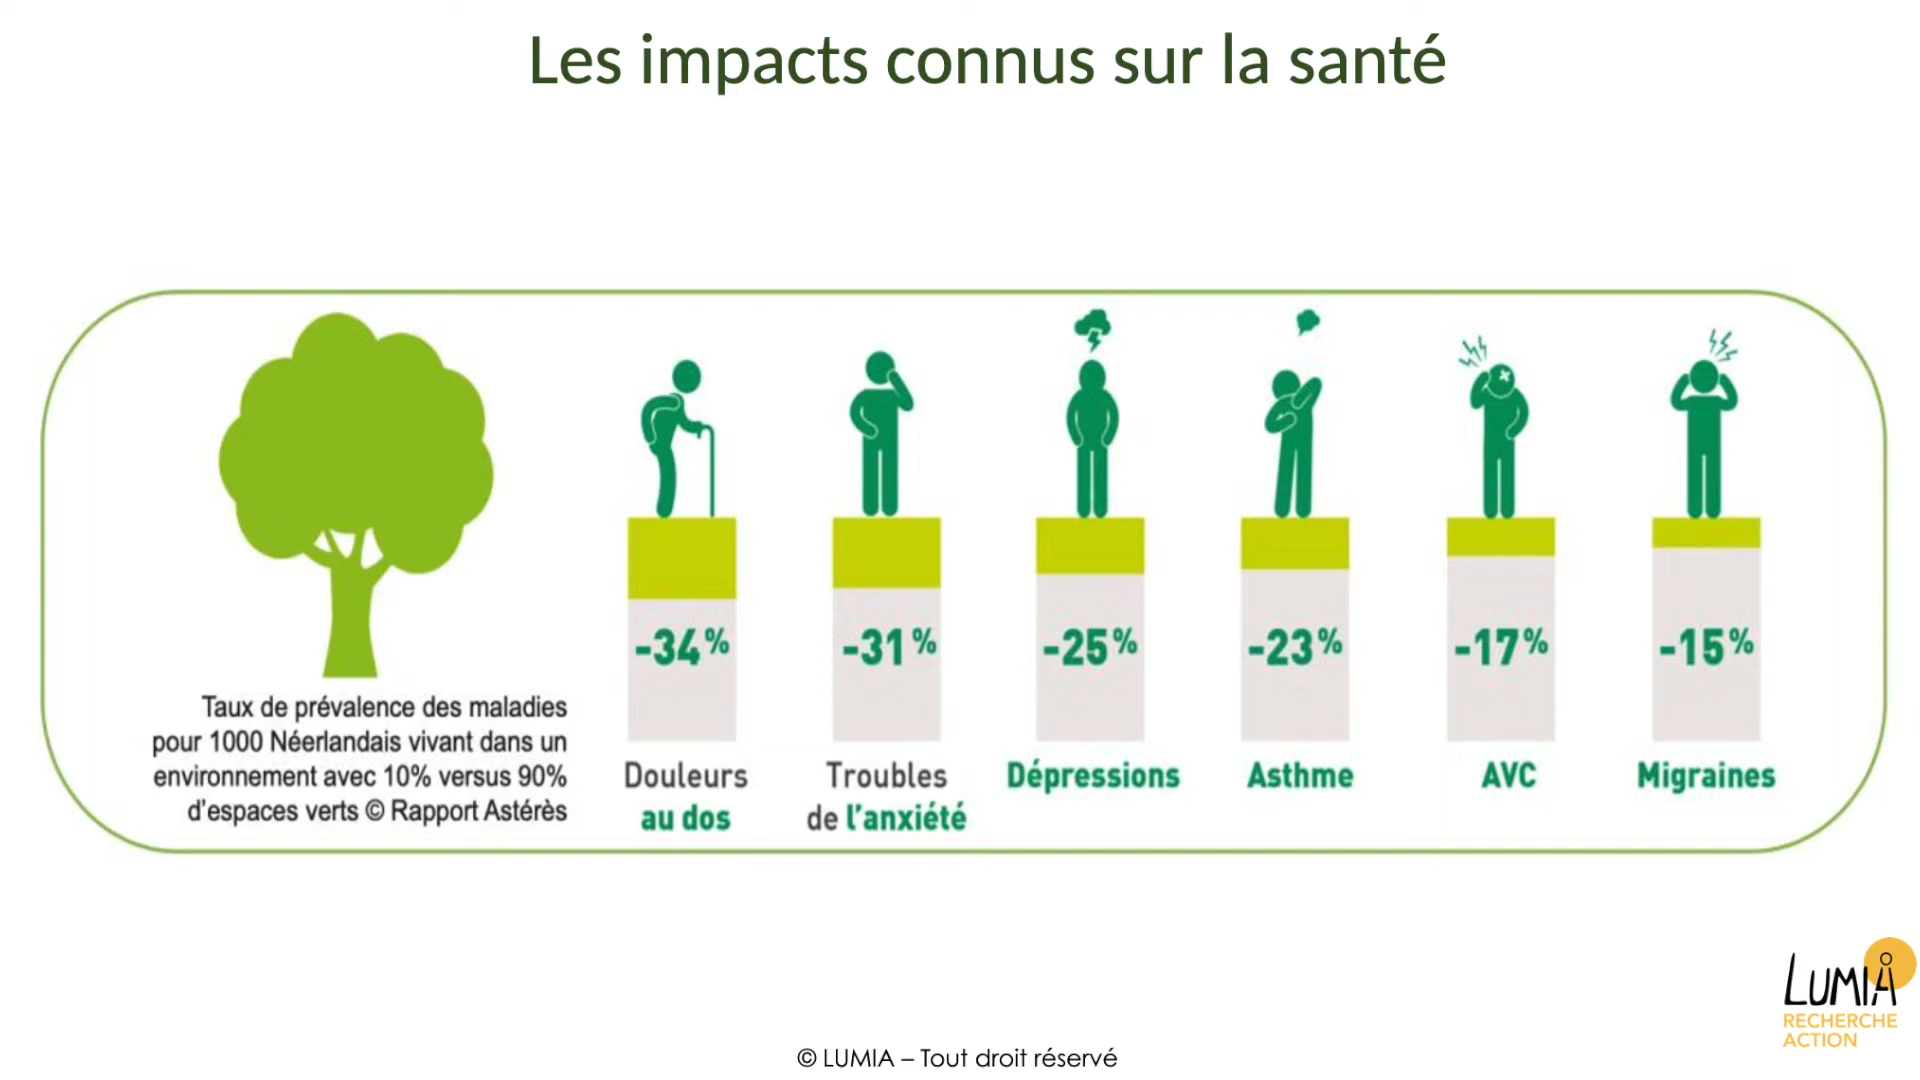 Les impacts connus sur la santé
Taux de prévalence des maladies
pour 1000 Néerlandais vivant dans un
environnement avec 10% versus 90%
d'espaces verts © Rapport Astérès
-34%
Douleurs
au dos
-31%
Troubles
de l'anxiété
-25%
Dépressions
-23%
Asthme
-17%
AVC
-15%
Migraines
LUMIA
RECHERCHE
ACTION
© LUMIA – Tout droit réservé